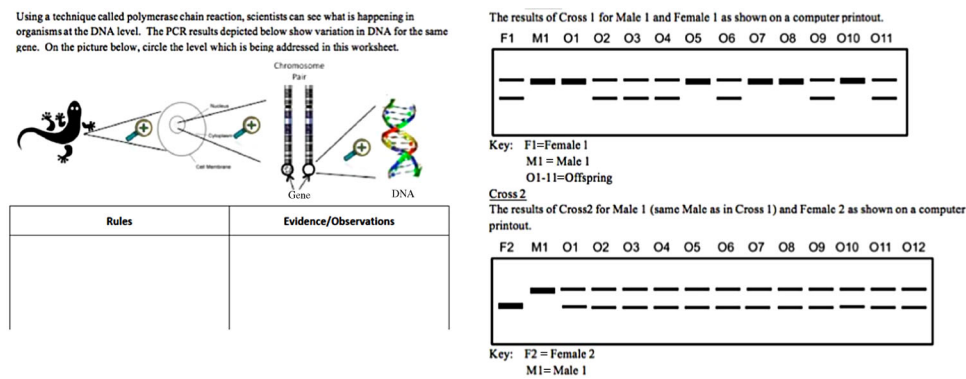 Using a technique called polymerase chain reaction, scientists can see what is happening in
organisms at the DNA level. The PCR results depicted below show variation in DNA for the same
gene. On the picture below, circle the level which is being addressed in this worksheet.
Chromosome
Pair
Nucleus
Cytoplasm
Cell Membrane
Gene
DNA
Rules
Evidence/Observations
The results of Cross 1 for Male 1 and Female 1 as shown on a computer printout.
F1 M1 O1 O2 O3 O4 O5 O6 O7 O8 O9 O10 O11
Key: F1=Female 1
M1 = Male 1
O1-11=Offspring
Cross 2
The results of Cross2 for Male 1 (same Male as in Cross 1) and Female 2 as shown on a computer
printout.
F2 M1 O1 O2 O3 O4 O5 O6 O7 O8 O9 O10 O11 O12
Key: F2 = Female 2
M1= Male 1